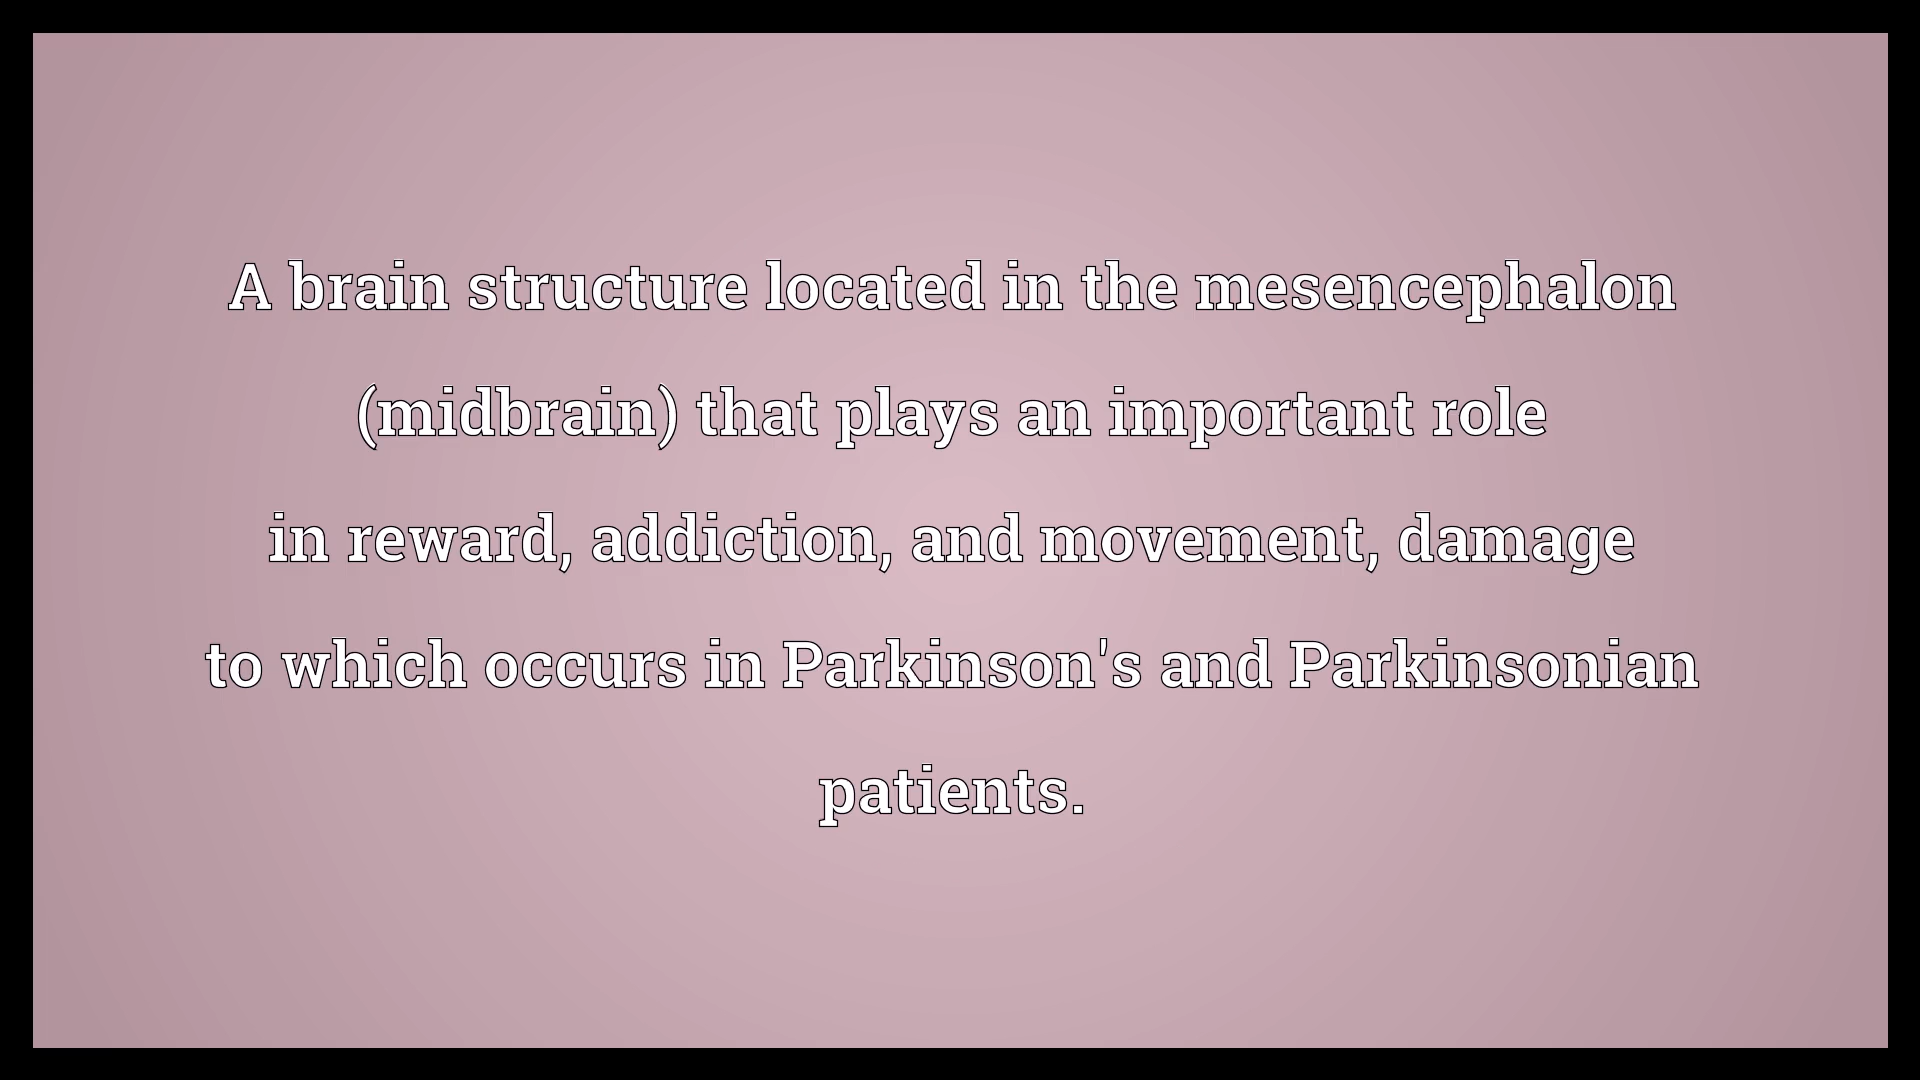 A brain structure located in the mesencephalon
(midbrain) that plays an important role
in reward, addiction, and movement, damage
to which occurs in Parkinson's and Parkinsonian
patients.